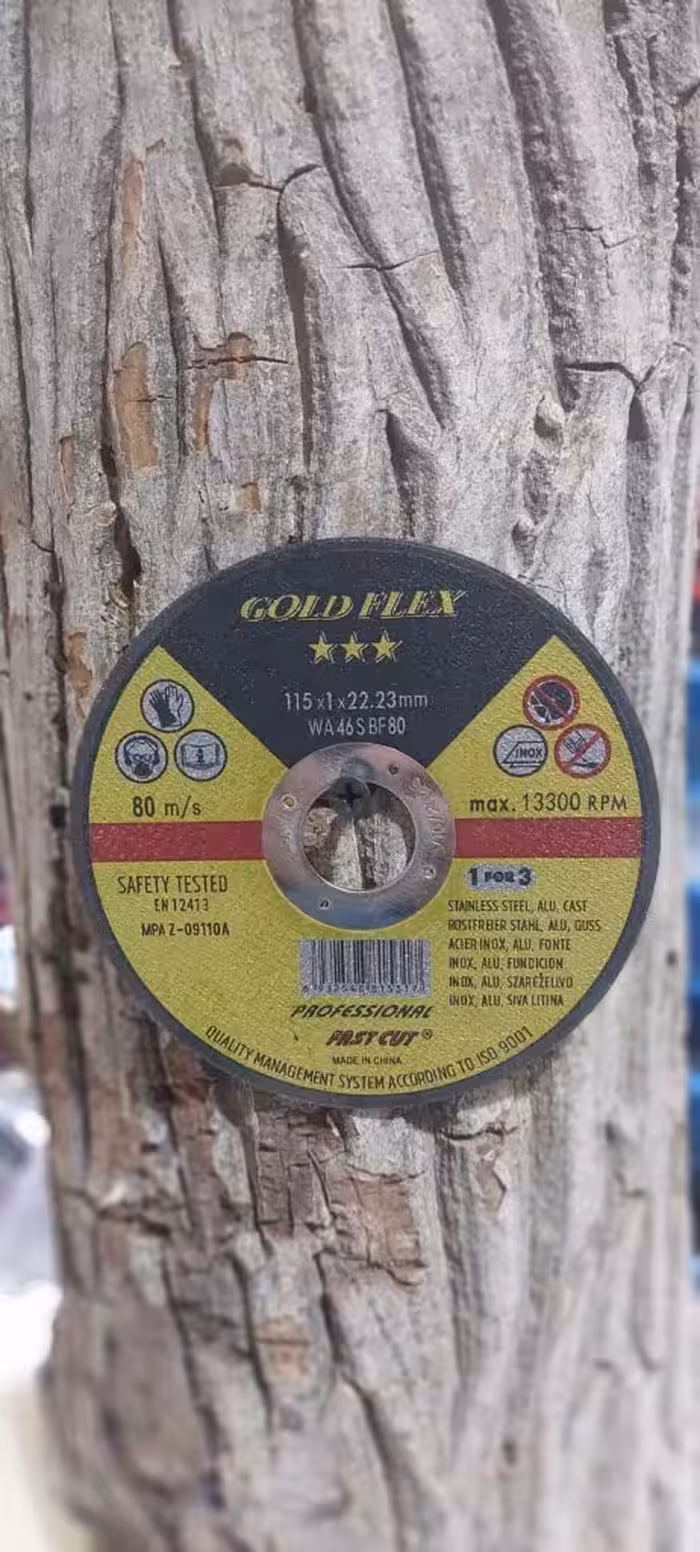 GOLD FLEX
115 x 1 x 22.23mm
WA 46 S BF 80
INOX
80 m/s
max. 13300 RPM
SAFETY TESTED
EN 12413
MPA Z-09110A
1 FOR 3
STAINLESS STEEL, ALU, CAST
ROSTFREIER STAHL, ALU, GUSS
ACIER INOX, ALU, FONTE
INOX, ALU, FUNDICION
INOX, ALU, SZARE ŻELIVO
INOX, ALU, SIVA LITINA
PROFESSIONAL
FAST CUT ®
MADE IN CHINA
QUALITY MANAGEMENT SYSTEM ACCORDING TO ISO 9001